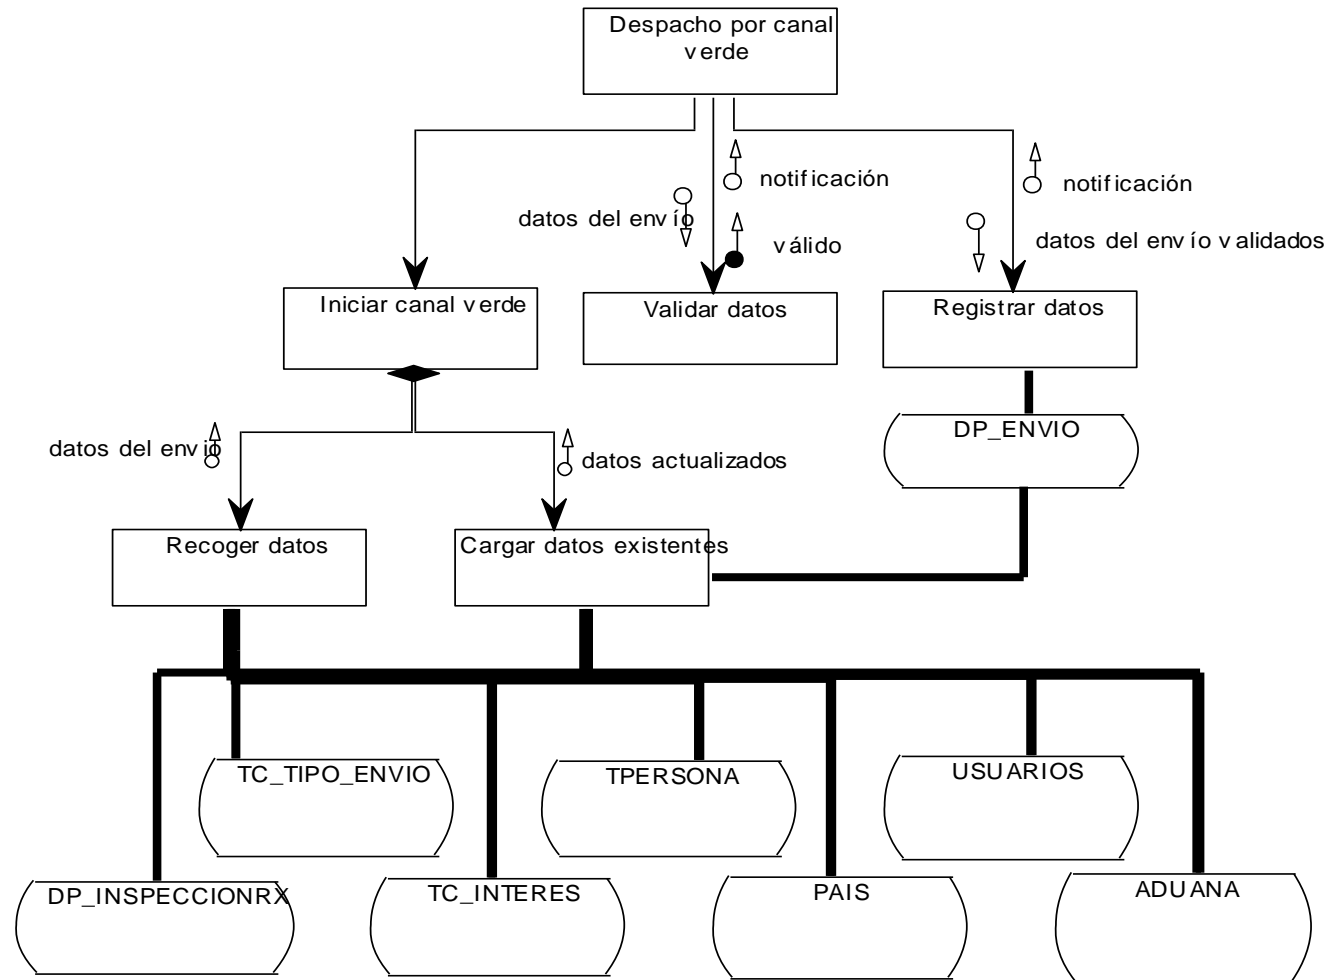 Despacho por canal
verde
notificación
notificación
datos del envío
válido
datos del envío validados
Iniciar canal verde
Validar datos
Registrar datos
DP_ENVIO
datos del envío
datos actualizados
Recoger datos
Cargar datos existentes
TC_TIPO_ENVIO
TPERSONA
USUARIOS
DP_INSPECCIONRX
TC_INTERES
PAIS
ADUANA